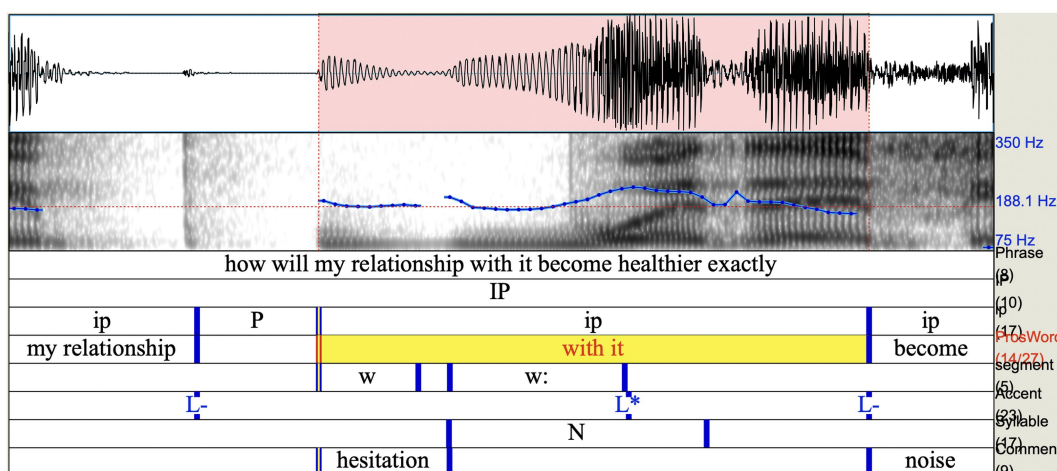 350 Hz
188.1 Hz
75 Hz
how will my relationship with it become healthier exactly Phrase (8)
IP IP (10)
ip P ip ip ip (17)
my relationship with it become ProsWord (14/27)
w w: segment (5)
L- L* L- Accent (23)
N Syllable (17)
hesitation noise Commen (9)